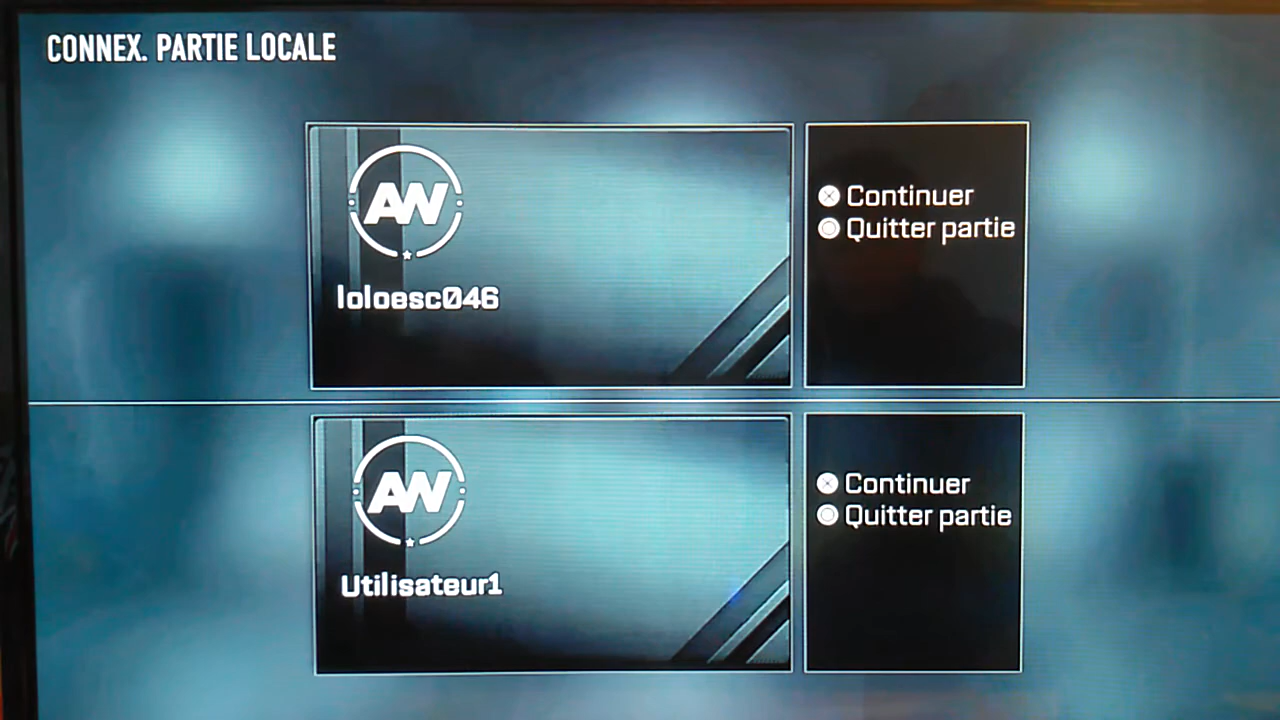 CONNEX. PARTIE LOCALE
AW
loloesc046
Continuer
Quitter partie
AW
Utilisateur1
Continuer
Quitter partie